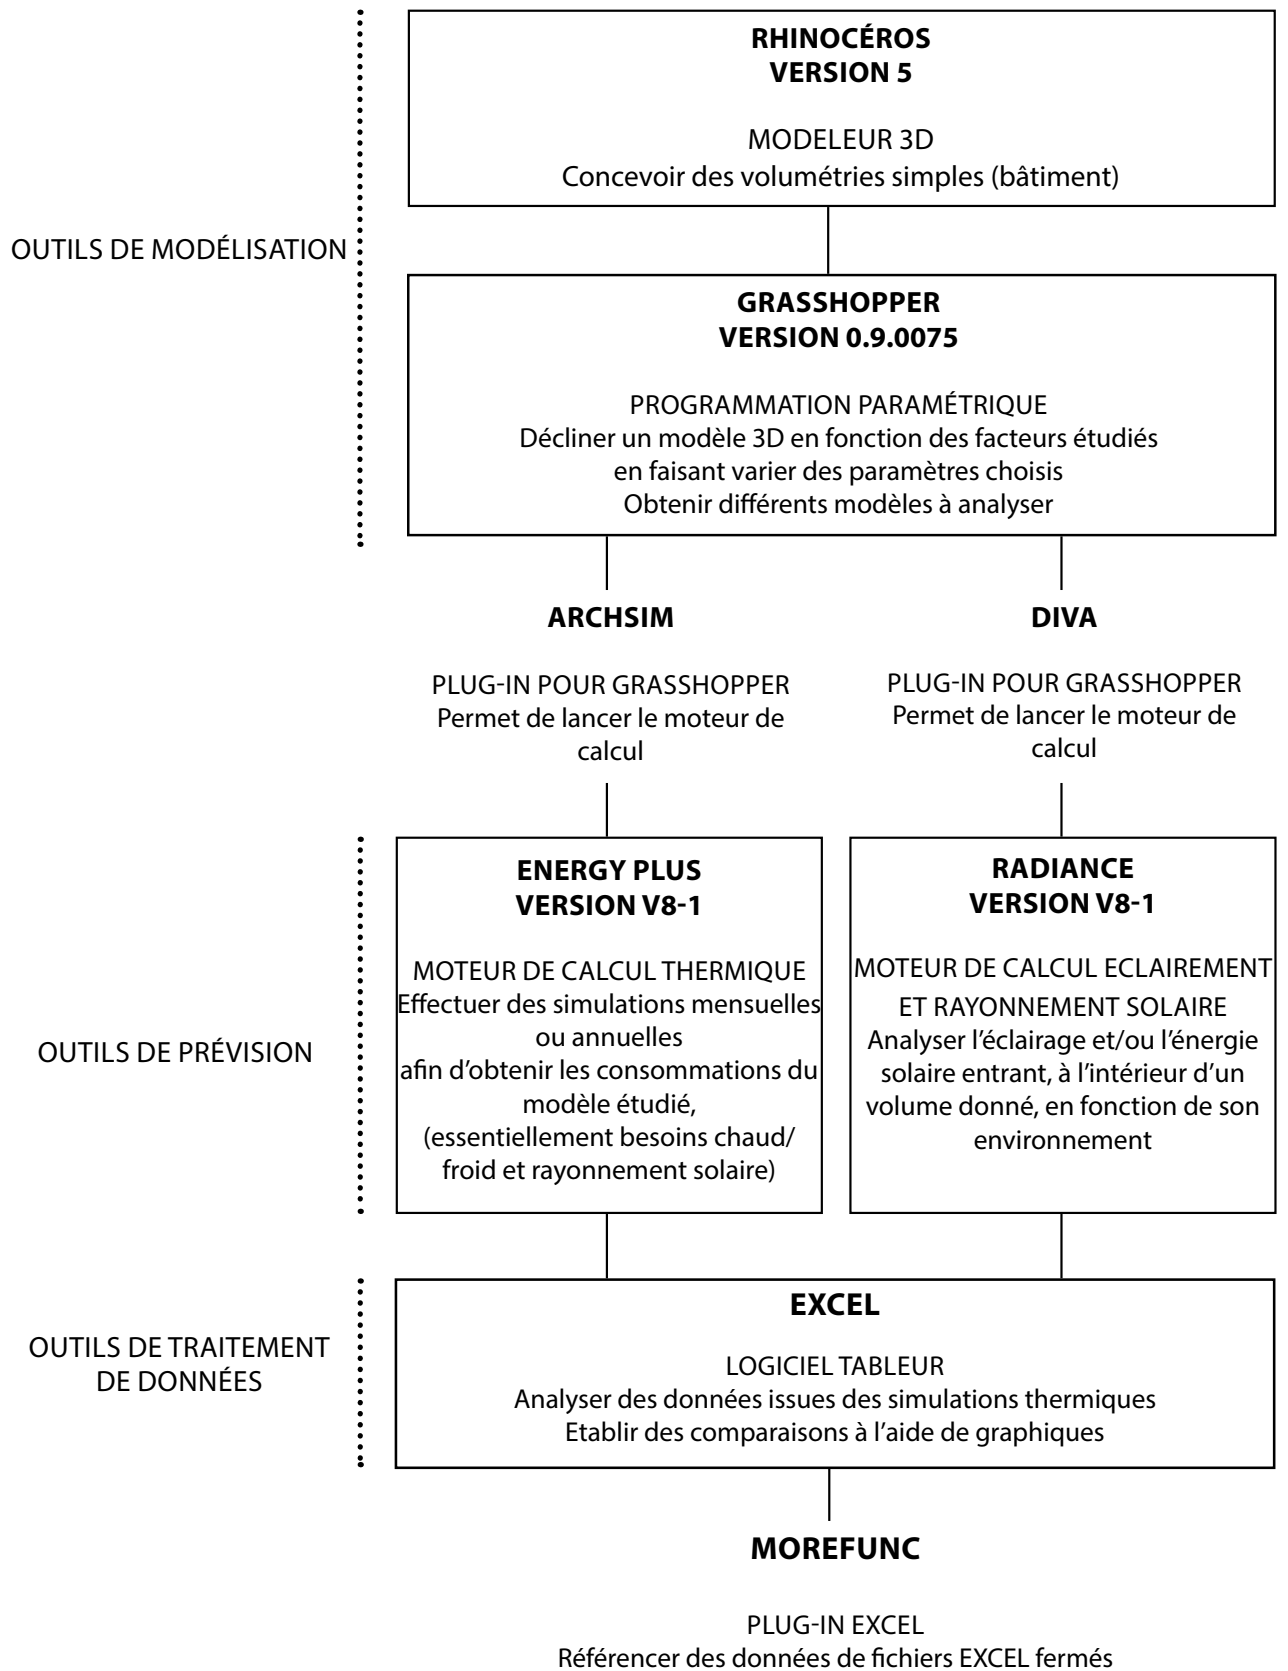 RHINOCÉROS
VERSION 5
MODELEUR 3D
Concevoir des volumétries simples (bâtiment)
OUTILS DE MODÉLISATION
GRASSHOPPER
VERSION 0.9.0075
PROGRAMMATION PARAMÉTRIQUE
Décliner un modèle 3D en fonction des facteurs étudiés
en faisant varier des paramètres choisis
Obtenir différents modèles à analyser
ARCHSIM
PLUG-IN POUR GRASSHOPPER
Permet de lancer le moteur de
calcul
DIVA
PLUG-IN POUR GRASSHOPPER
Permet de lancer le moteur de
calcul
OUTILS DE PRÉVISION
ENERGY PLUS
VERSION V8-1
MOTEUR DE CALCUL THERMIQUE
Effectuer des simulations mensuelles
ou annuelles
afin d'obtenir les consommations du
modèle étudié,
(essentiellement besoins chaud/
froid et rayonnement solaire)
RADIANCE
VERSION V8-1
MOTEUR DE CALCUL ECLAIREMENT
ET RAYONNEMENT SOLAIRE
Analyser l'éclairage et/ou l'énergie
solaire entrant, à l'intérieur d'un
volume donné, en fonction de son
environnement
OUTILS DE TRAITEMENT
DE DONNÉES
EXCEL
LOGICIEL TABLEUR
Analyser des données issues des simulations thermiques
Etablir des comparaisons à l'aide de graphiques
MOREFUNC
PLUG-IN EXCEL
Référencer des données de fichiers EXCEL fermés